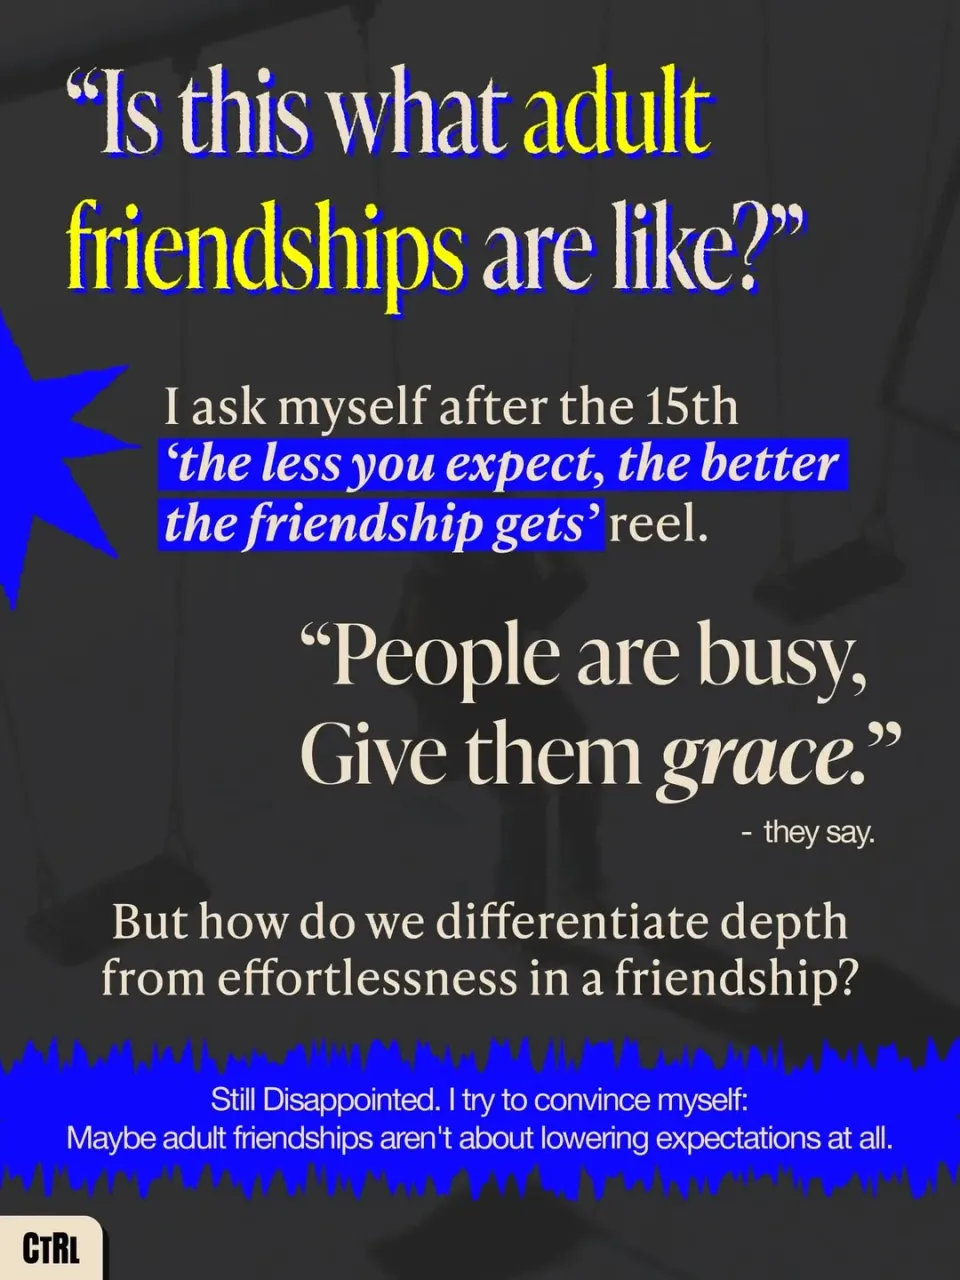 “Is this what adult
friendships are like?”
I ask myself after the 15th
‘the less you expect, the better
the friendship gets’ reel.
“People are busy,
Give them grace.”
- they say.
But how do we differentiate depth
from effortlessness in a friendship?
Still Disappointed. I try to convince myself:
Maybe adult friendships aren't about lowering expectations at all.
CTRL